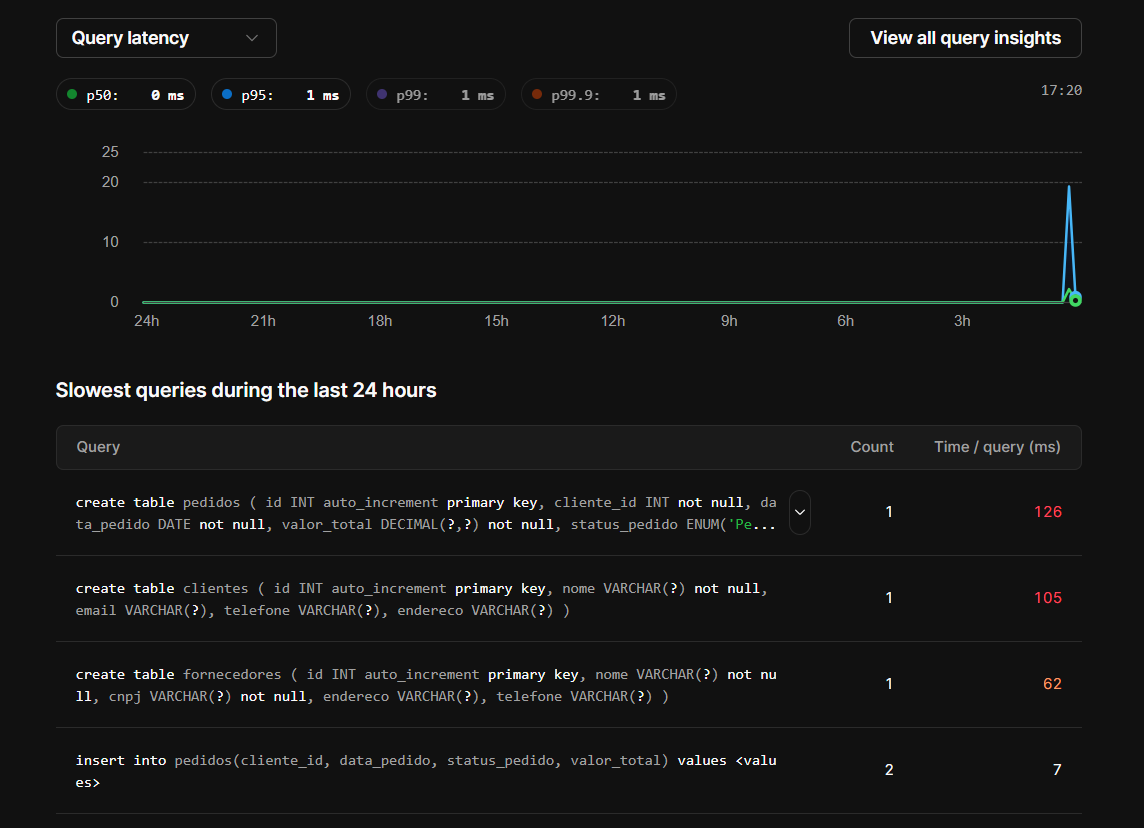 Query latency
View all query insights
p50: 0 ms
p95: 1 ms
p99: 1 ms
p99.9: 1 ms
17:20
25
20
10
0
24h 21h 18h 15h 12h 9h 6h 3h
Slowest queries during the last 24 hours
Query Count Time / query (ms)
create table pedidos ( id INT auto_increment primary key, cliente_id INT not null, da
ta_pedido DATE not null, valor_total DECIMAL(?,?) not null, status_pedido ENUM('Pe...
1 126
create table clientes ( id INT auto_increment primary key, nome VARCHAR(?) not null,
email VARCHAR(?), telefone VARCHAR(?), endereco VARCHAR(?) )
1 105
create table fornecedores ( id INT auto_increment primary key, nome VARCHAR(?) not nu
ll, cnpj VARCHAR(?) not null, endereco VARCHAR(?), telefone VARCHAR(?) )
1 62
insert into pedidos(cliente_id, data_pedido, status_pedido, valor_total) values <valu
es>
2 7